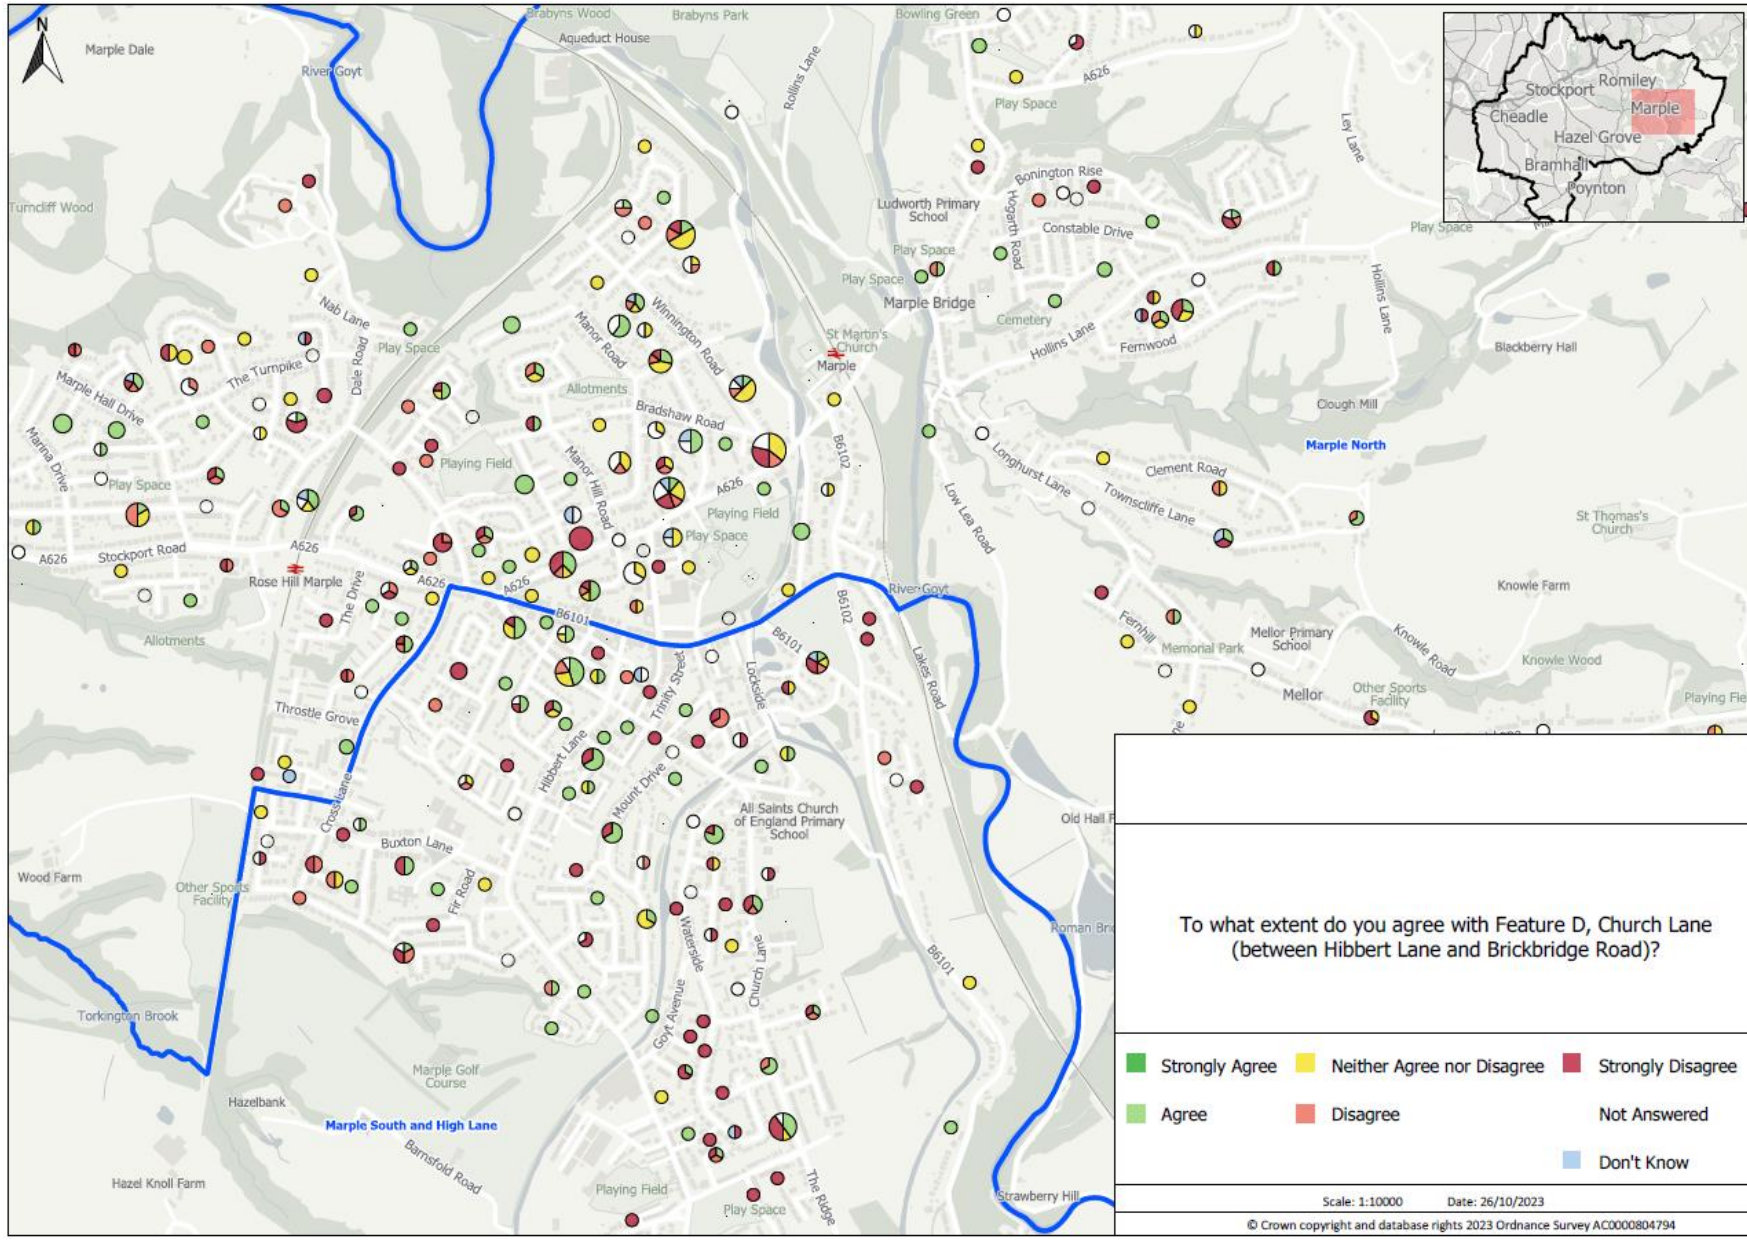 N
Marple Dale
River Goyt
Brabyns Wood
Aqueduct House
Brabyns Park
Rollins Lane
Bowling Green
A626
Play Space
Ley Lane
Stockport
Romiley
Marple
Cheadle
Hazel Grove
Bramhall
Poynton
Play Space
Turncliff Wood
Nab Lane
Play Space
Dale Road
The Turnpike
Marple Hall Drive
Marina Drive
Play Space
Stockport Road
A626
A626
Rose Hill Marple
The Drive
A626
A626
Allotments
Throstle Grove
Cross Lane
Winnington Road
Manor Road
Allotments
Bradshaw Road
Playing Field
Manor Hill Road
A626
Playing Field
Play Space
B6101
St Martin's
Church
Marple
B6102
Ludworth Primary
School
Bonington Rise
Hogarth Road
Constable Drive
Play Space
Play Space
Marple Bridge
Cemetery
Hollins Lane
Fernwood
Hollins Lane
Blackberry Hall
Clough Mill
Marple North
Longhurst Lane
Low Lea Road
Clement Road
Townscliffe Lane
St Thomas's
Church
Knowle Farm
River Goyt
B6102
B6101
Lakes Road
Fernhill
Memorial Park
Mellor Primary
School
Knowle Road
Knowle Wood
Mellor
Other Sports
Facility
Playing Fie
Trinity Street
Lockside
Hibbert Lane
Mount Drive
All Saints Church
of England Primary
School
Old Hall F
Buxton Lane
Fir Road
Wood Farm
Other Sports
Facility
Waterside
Church Lane
Goyt Avenue
B6101
Roman Bri
Torkington Brook
Marple Golf
Course
Hazelbank
Marple South and High Lane
Barnsfold Road
Hazel Knoll Farm
Playing Field
Play Space
The Ridge
Strawberry Hill
To what extent do you agree with Feature D, Church Lane
(between Hibbert Lane and Brickbridge Road)?
Strongly Agree
Neither Agree nor Disagree
Strongly Disagree
Agree
Disagree
Not Answered
Don't Know
Scale: 1:10000
Date: 26/10/2023
© Crown copyright and database rights 2023 Ordnance Survey AC0000804794